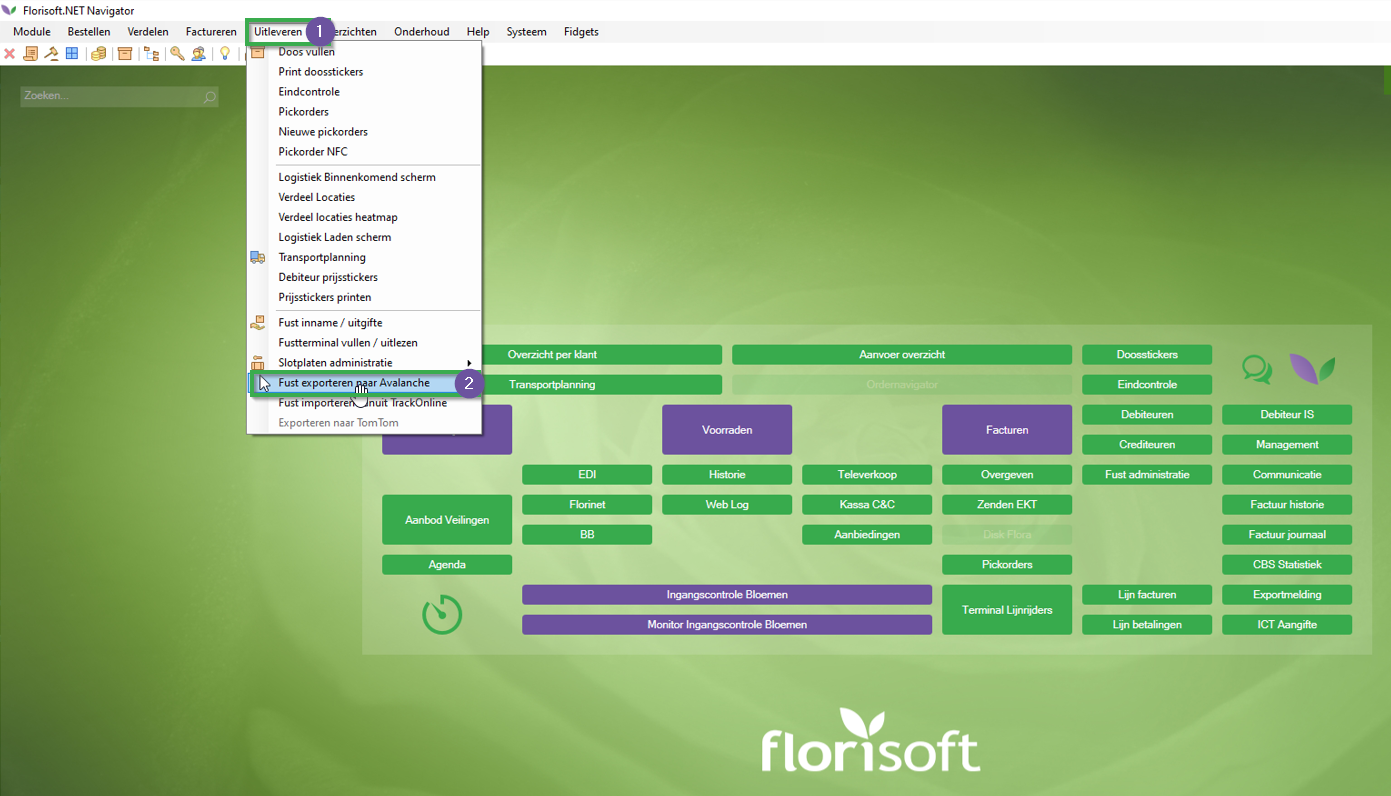 Florisoft.NET Navigator
Module Bestellen Verdelen Factureren Uitleveren 1 erzichten Onderhoud Help Systeem Fidgets
Doos vullen
Print doosstickers
Eindcontrole
Pickorders
Nieuwe pickorders
Pickorder NFC
Logistiek Binnenkomend scherm
Verdeel Locaties
Verdeel locaties heatmap
Logistiek Laden scherm
Transportplanning
Debiteur prijsstickers
Prijsstickers printen
Fust inname / uitgifte
Fustterminal vullen / uitlezen
Slotplaten administratie
Fust exporteren naar Avalanche 2
Fust importeren vanuit TrackOnline
Exporteren naar TomTom
Zoeken...
Overzicht per klant Aanvoer overzicht Doosstickers
Transportplanning Ordernavigator Eindcontrole
Voorraden Facturen Debiteuren Debiteur IS
Crediteuren Management
EDI Historie Televerkoop Overgeven Fust administratie Communicatie
Aanbod Veilingen Florinet Web Log Kassa C&C Zenden EKT Factuur historie
BB Aanbiedingen Disk Flora Factuur journaal
Agenda Pickorders CBS Statistiek
Ingangscontrole Bloemen Terminal Lijnrijders Lijn facturen Exportmelding
Monitor Ingangscontrole Bloemen Lijn betalingen ICT Aangifte
florisoft